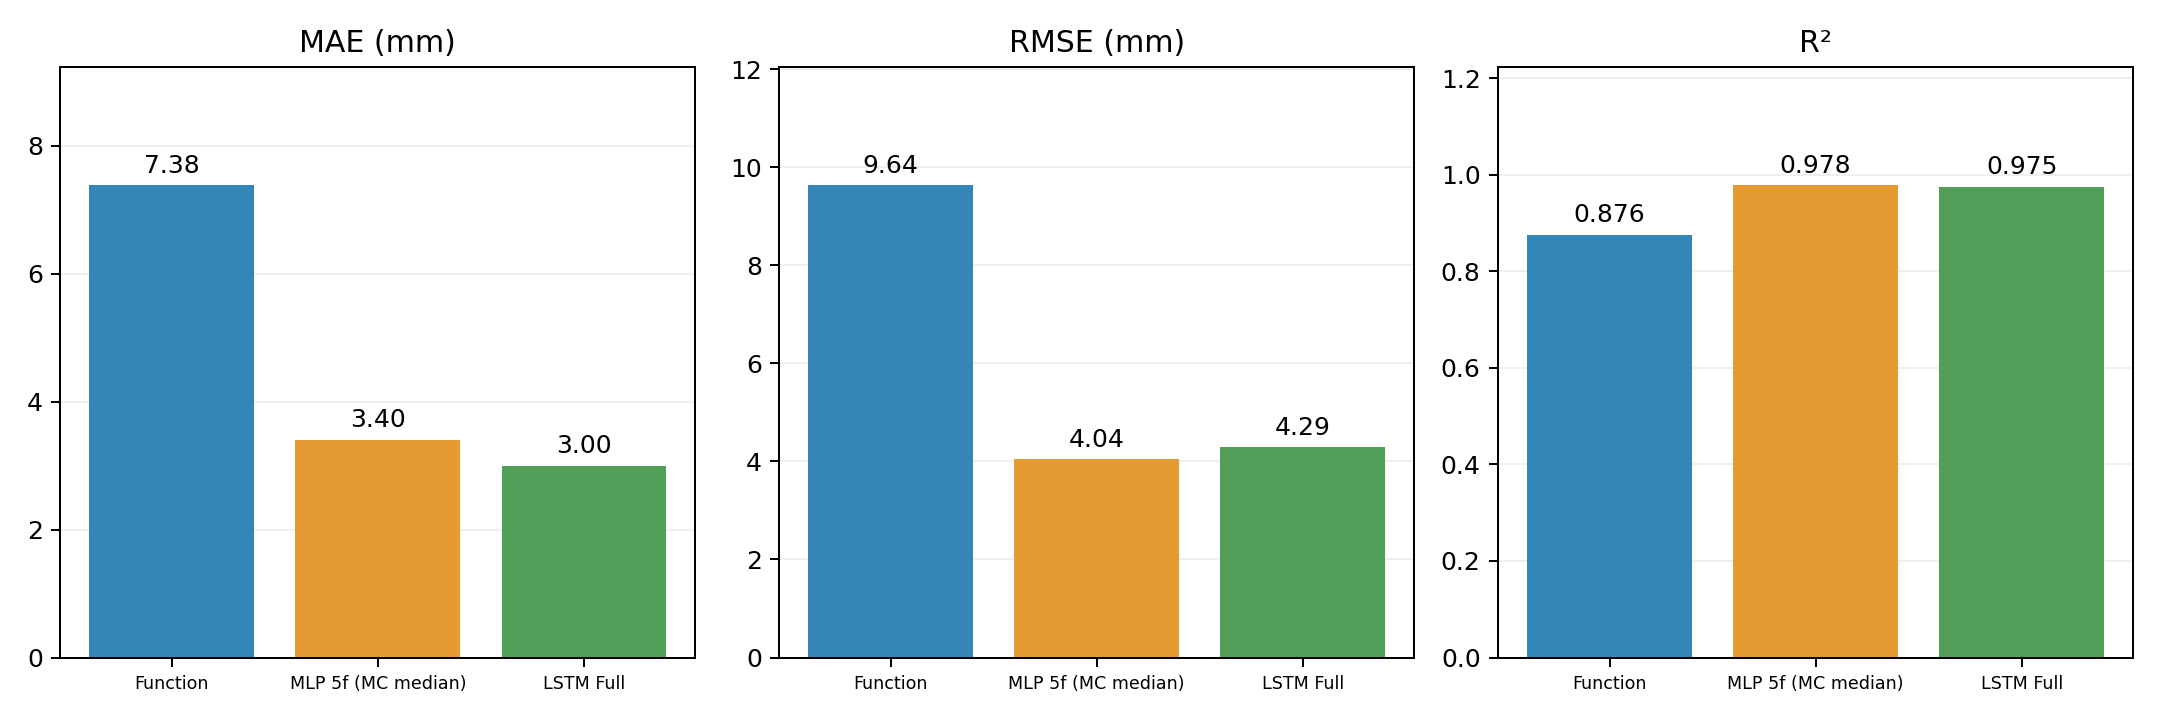 MAE (mm)
8
6
4
2
0
7.38
3.40
3.00
Function
MLP 5f (MC median)
LSTM Full
RMSE (mm)
12
10
8
6
4
2
0
9.64
4.04
4.29
Function
MLP 5f (MC median)
LSTM Full
R²
1.2
1.0
0.8
0.6
0.4
0.2
0.0
0.876
0.978
0.975
Function
MLP 5f (MC median)
LSTM Full